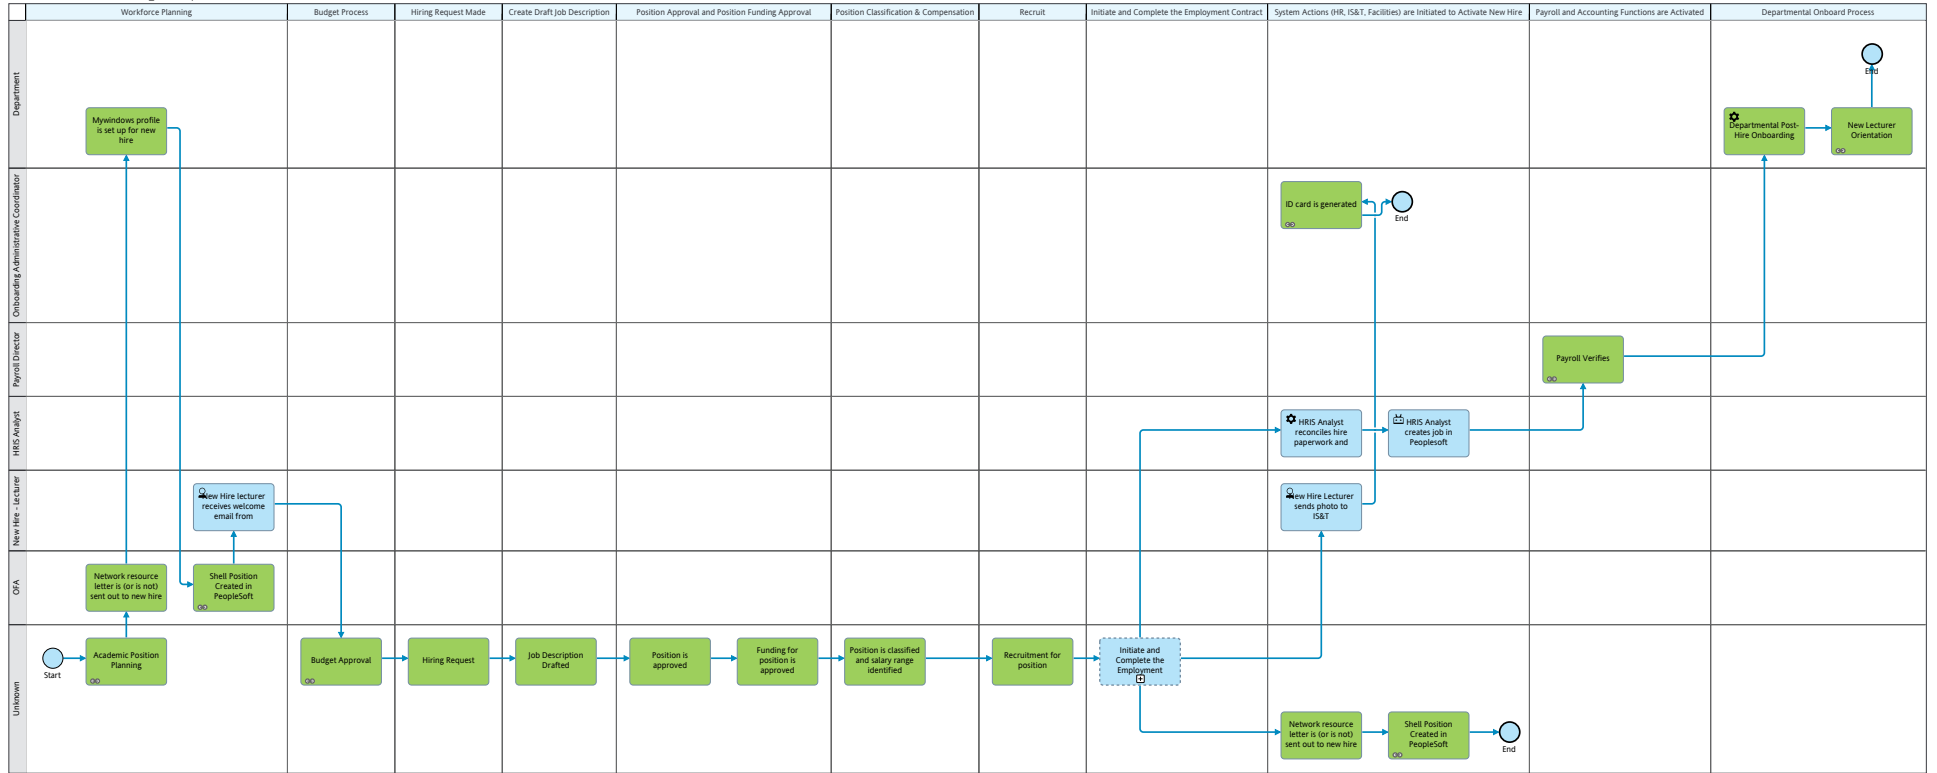 Workforce Planning
Budget Process
Hiring Request Made
Create Draft Job Description
Position Approval and Position Funding Approval
Position Classification & Compensation
Recruit
Initiate and Complete the Employment Contract
System Actions (HR, IS&T, Facilities) are Initiated to Activate New Hire
Payroll and Accounting Functions are Activated
Departmental Onboard Process
Department
Mywindows profile
is set up for new
hire
End
Departmental Post-
Hire Onboarding
New Lecturer
Orientation
Onboarding Administrative Coordinator
ID card is generated
End
Payroll Director
Payroll Verifies
HRIS Analyst
HRIS Analyst
reconciles hire
paperwork and
HRIS Analyst
creates job in
Peoplesoft
New Hire - Lecturer
New Hire lecturer
receives welcome
email from
New Hire Lecturer
sends photo to
IS&T
OFA
Network resource
letter is (or is not)
sent out to new hire
Shell Position
Created in
PeopleSoft
Unknown
Start
Academic Position
Planning
Budget Approval
Hiring Request
Job Description
Drafted
Position is
approved
Funding for
position is
approved
Position is classified
and salary range
identified
Recruitment for
position
Initiate and
Complete the
Employment
Network resource
letter is (or is not)
sent out to new hire
Shell Position
Created in
PeopleSoft
End